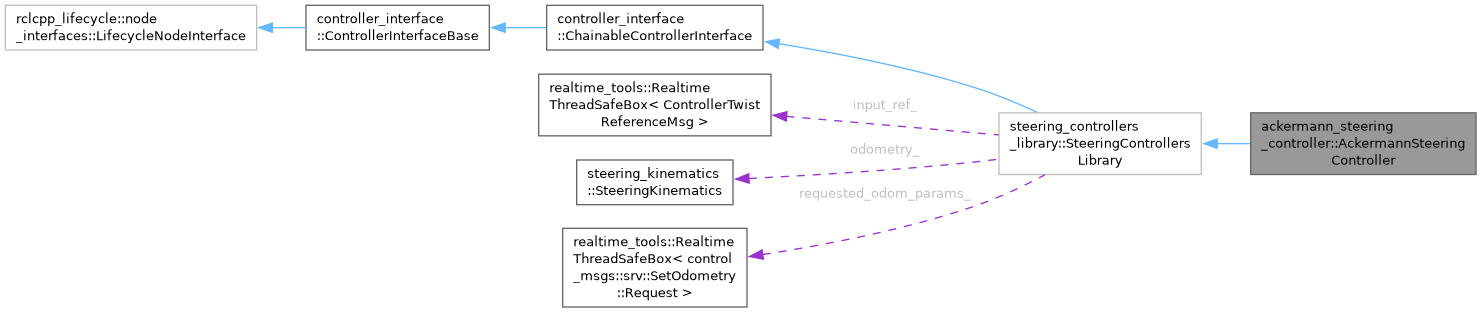 rclcpp_lifecycle::node
_interfaces::LifecycleNodeInterface
controller_interface
::ControllerInterfaceBase
controller_interface
::ChainableControllerInterface
realtime_tools::Realtime
ThreadSafeBox< ControllerTwist
ReferenceMsg >
input_ref_
steering_controllers
_library::SteeringControllers
Library
ackermann_steering
_controller::AckermannSteering
Controller
odometry_
steering_kinematics
::SteeringKinematics
requested_odom_params_
realtime_tools::Realtime
ThreadSafeBox< control
_msgs::srv::SetOdometry
::Request >